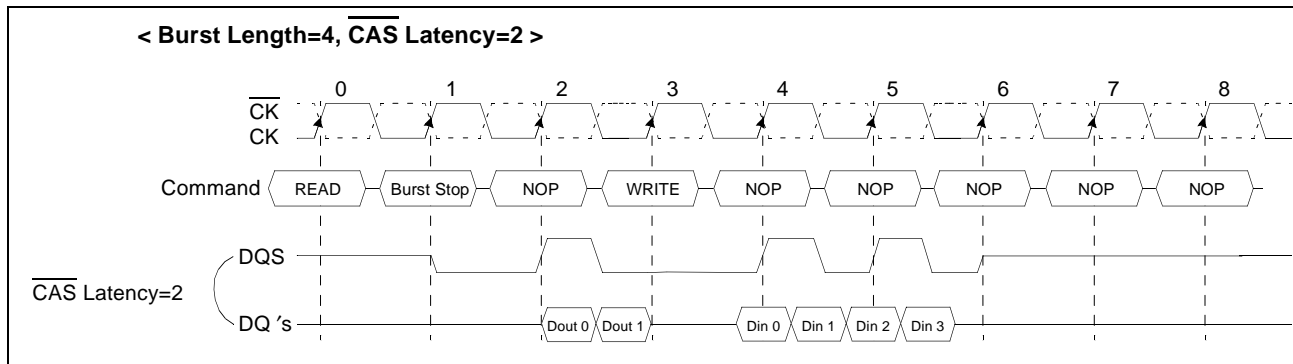 < Burst Length=4, CAS Latency=2 >
0 1 2 3 4 5 6 7 8
CK
CK
Command READ Burst Stop NOP WRITE NOP NOP NOP NOP NOP
DQS
CAS Latency=2
DQ 's Dout 0 Dout 1 Din 0 Din 1 Din 2 Din 3